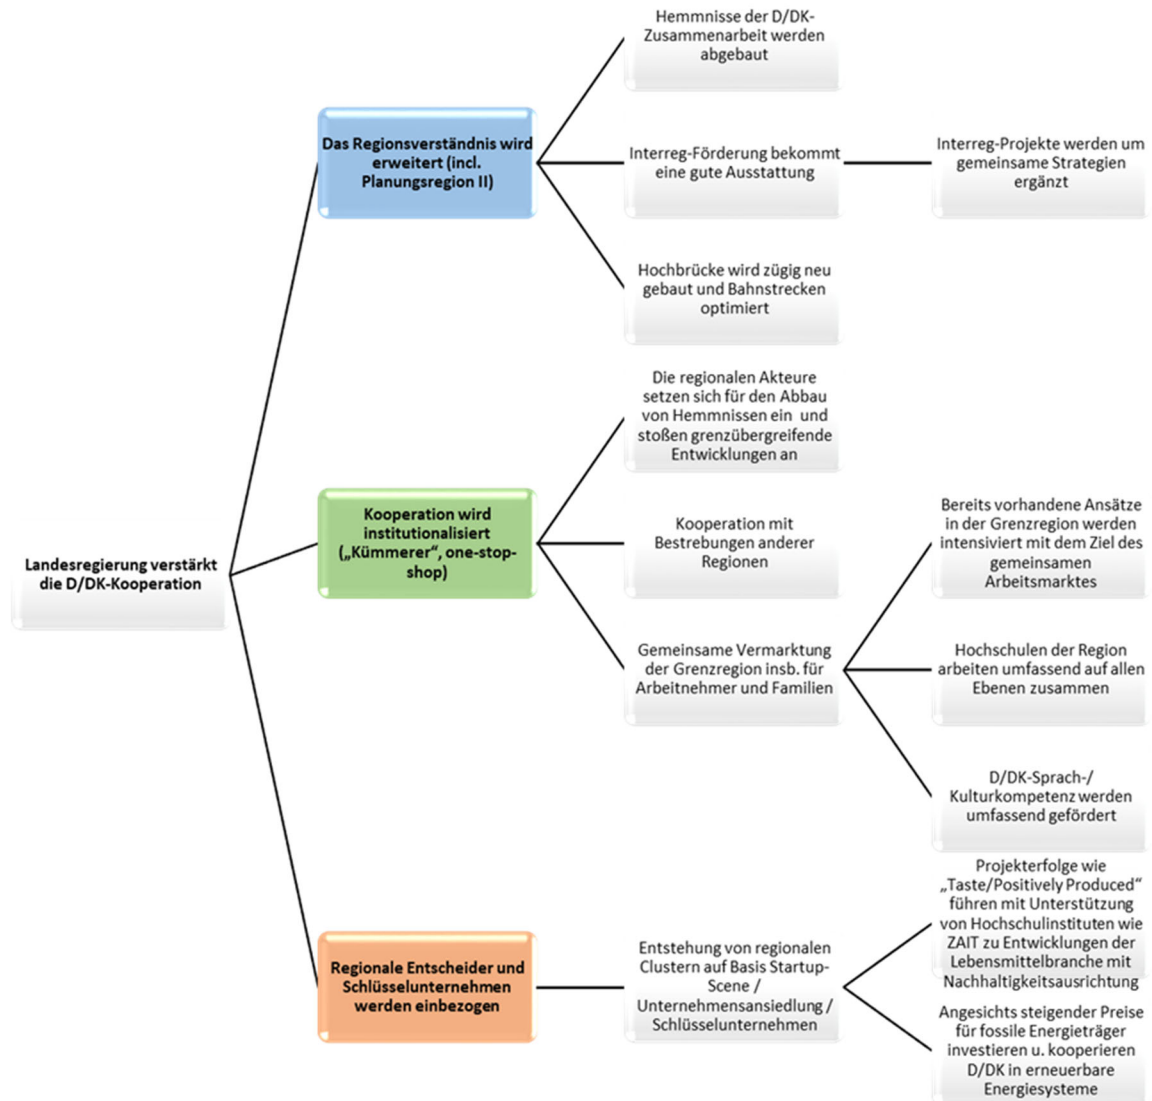 Landesregierung verstärkt
die D/DK-Kooperation
Das Regionsverständnis wird
erweitert (incl.
Planungsregion II)
Hemmnisse der D/DK-
Zusammenarbeit werden
abgebaut
Interreg-Förderung bekommt
eine gute Ausstattung
Interreg-Projekte werden um
gemeinsame Strategien
ergänzt
Hochbrücke wird zügig neu
gebaut und Bahnstrecken
optimiert
Kooperation wird
institutionalisiert
(„Kümmerer“, one-stop-
shop)
Die regionalen Akteure
setzen sich für den Abbau
von Hemmnissen ein und
stoßen grenzübergreifende
Entwicklungen an
Kooperation mit
Bestrebungen anderer
Regionen
Gemeinsame Vermarktung
der Grenzregion insb. für
Arbeitnehmer und Familien
Bereits vorhandene Ansätze
in der Grenzregion werden
intensiviert mit dem Ziel des
gemeinsamen
Arbeitsmarktes
Hochschulen der Region
arbeiten umfassend auf allen
Ebenen zusammen
D/DK-Sprach-/
Kulturkompetenz werden
umfassend gefördert
Regionale Entscheider und
Schlüsselunternehmen
werden einbezogen
Entstehung von regionalen
Clustern auf Basis Startup-
Scene /
Unternehmensansiedlung /
Schlüsselunternehmen
Projekterfolge wie
„Taste/Positively Produced“
führen mit Unterstützung
von Hochschulinstituten wie
ZAIT zu Entwicklungen der
Lebensmittelbranche mit
Nachhaltigkeitsausrichtung
Angesichts steigender Preise
für fossile Energieträger
investieren u. kooperieren
D/DK in erneuerbare
Energiesysteme